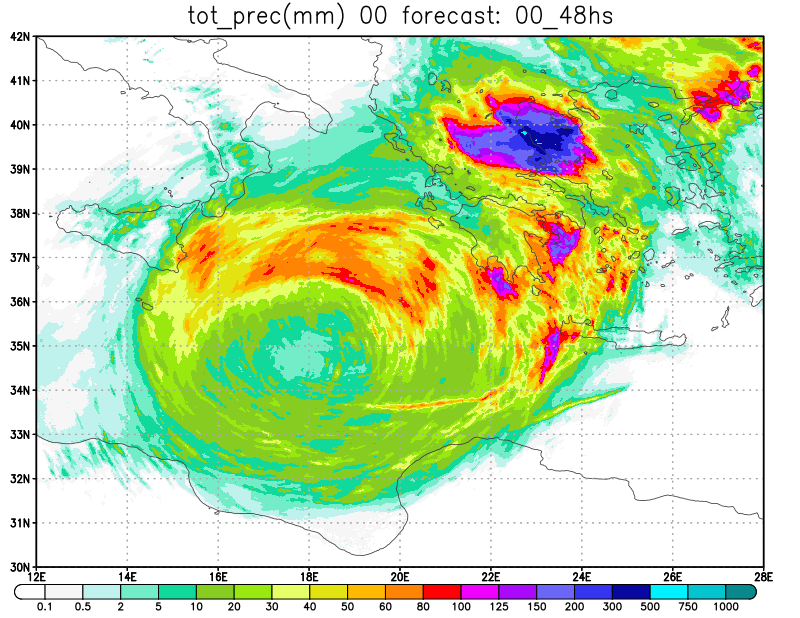 tot_prec(mm) 00 forecast: 00_48hs
42N
41N
40N
39N
38N
37N
36N
35N
34N
33N
32N
31N
30N
12E 14E 16E 18E 20E 22E 24E 26E 28E
0.1 0.5 2 5 10 20 30 40 50 60 80 100 125 150 200 300 500 750 1000